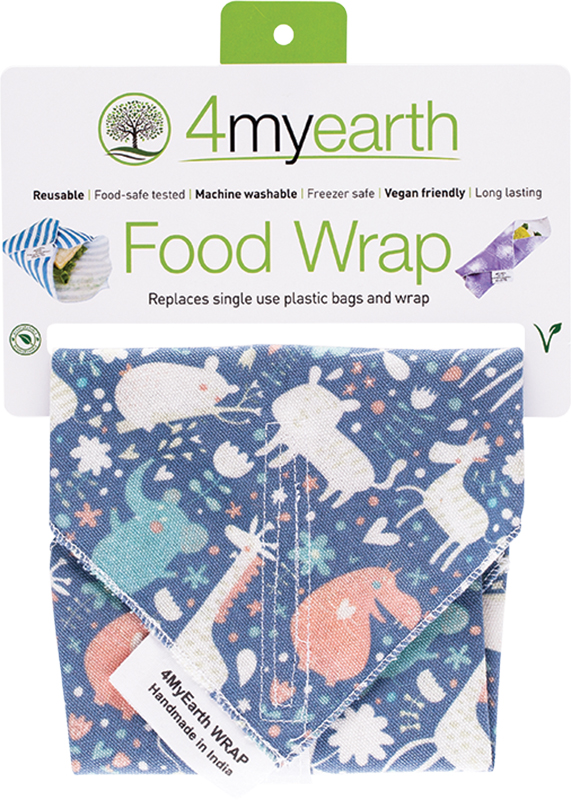 4myearth
Reusable | Food-safe tested | Machine washable | Freezer safe | Vegan friendly | Long lasting
Food Wrap
Replaces single use plastic bags and wrap
4MyEarth WRAP
Handmade in India